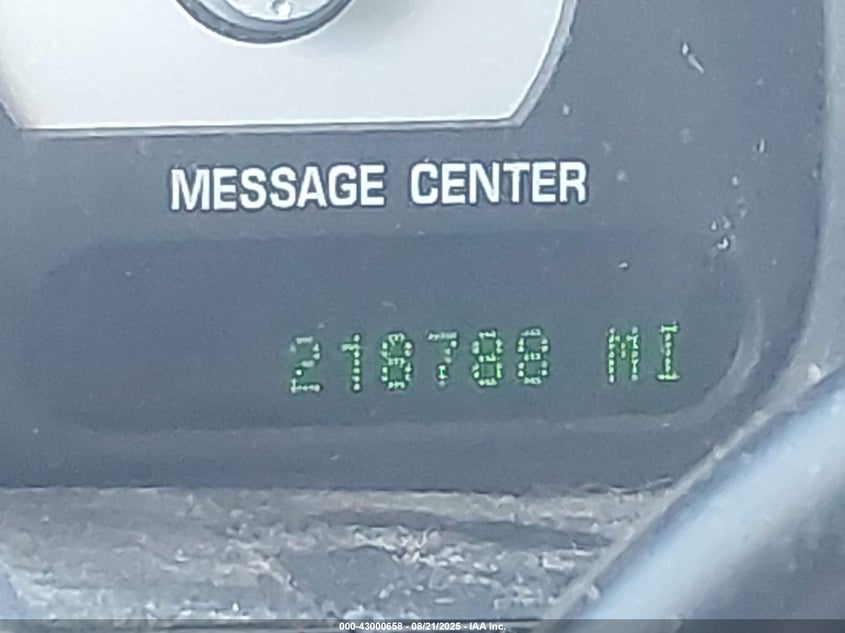 MESSAGE CENTER
218788 MI
000-43000658 - 08/21/2025 - IAA Inc.